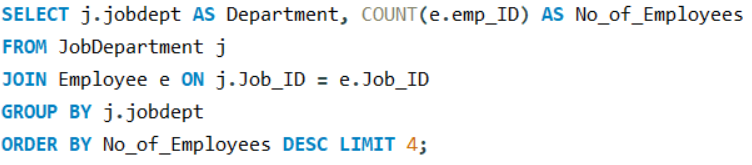 SELECT j.jobdept AS Department, COUNT(e.emp_ID) AS No_of_Employees
FROM JobDepartment j
JOIN Employee e ON j.Job_ID = e.Job_ID
GROUP BY j.jobdept
ORDER BY No_of_Employees DESC LIMIT 4;